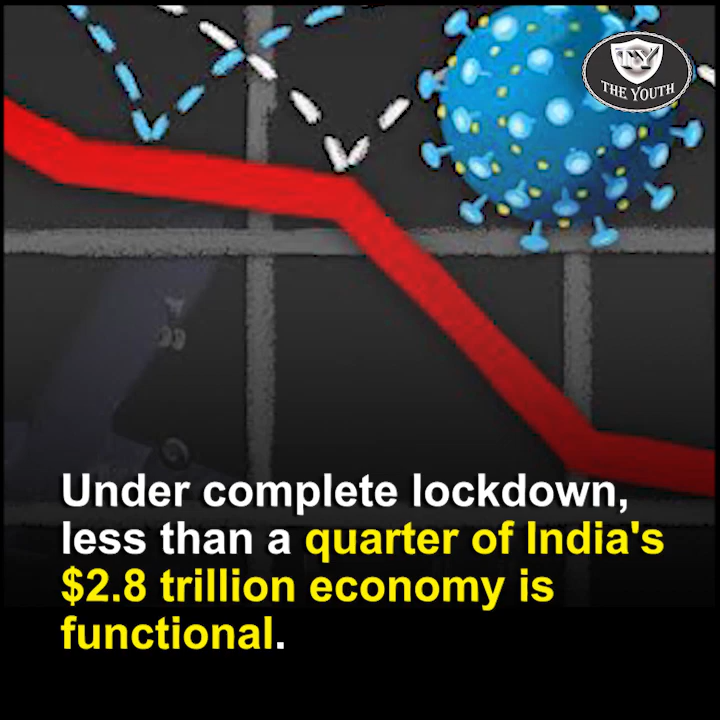 TY
THE YOUTH
Under complete lockdown,
less than a quarter of India's
$2.8 trillion economy is
functional.